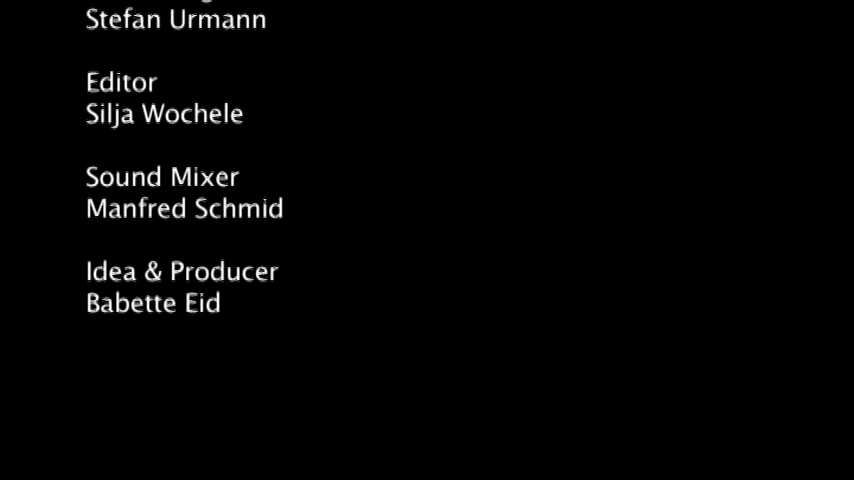 Stefan Urmann
Editor
Silja Wochele
Sound Mixer
Manfred Schmid
Idea & Producer
Babette Eid